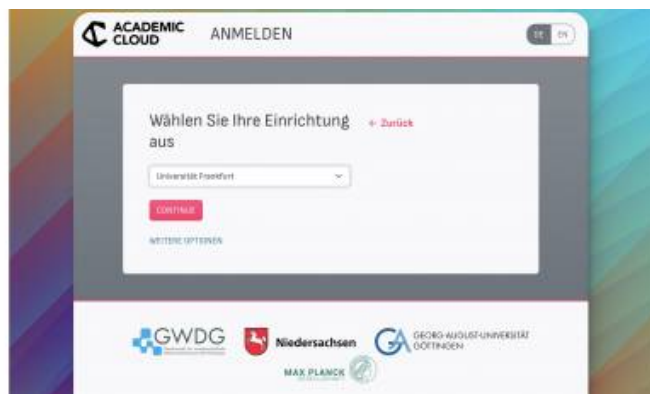 ACADEMIC
CLOUD
ANMELDEN
DE EN
Wählen Sie Ihre Einrichtung
aus
← Zurück
Universität Frankfurt
CONTINUE
WEITERE OPTIONEN
GWDG
Niedersachsen
GEORG-AUGUST-UNIVERSITÄT
GÖTTINGEN
MAX PLANCK